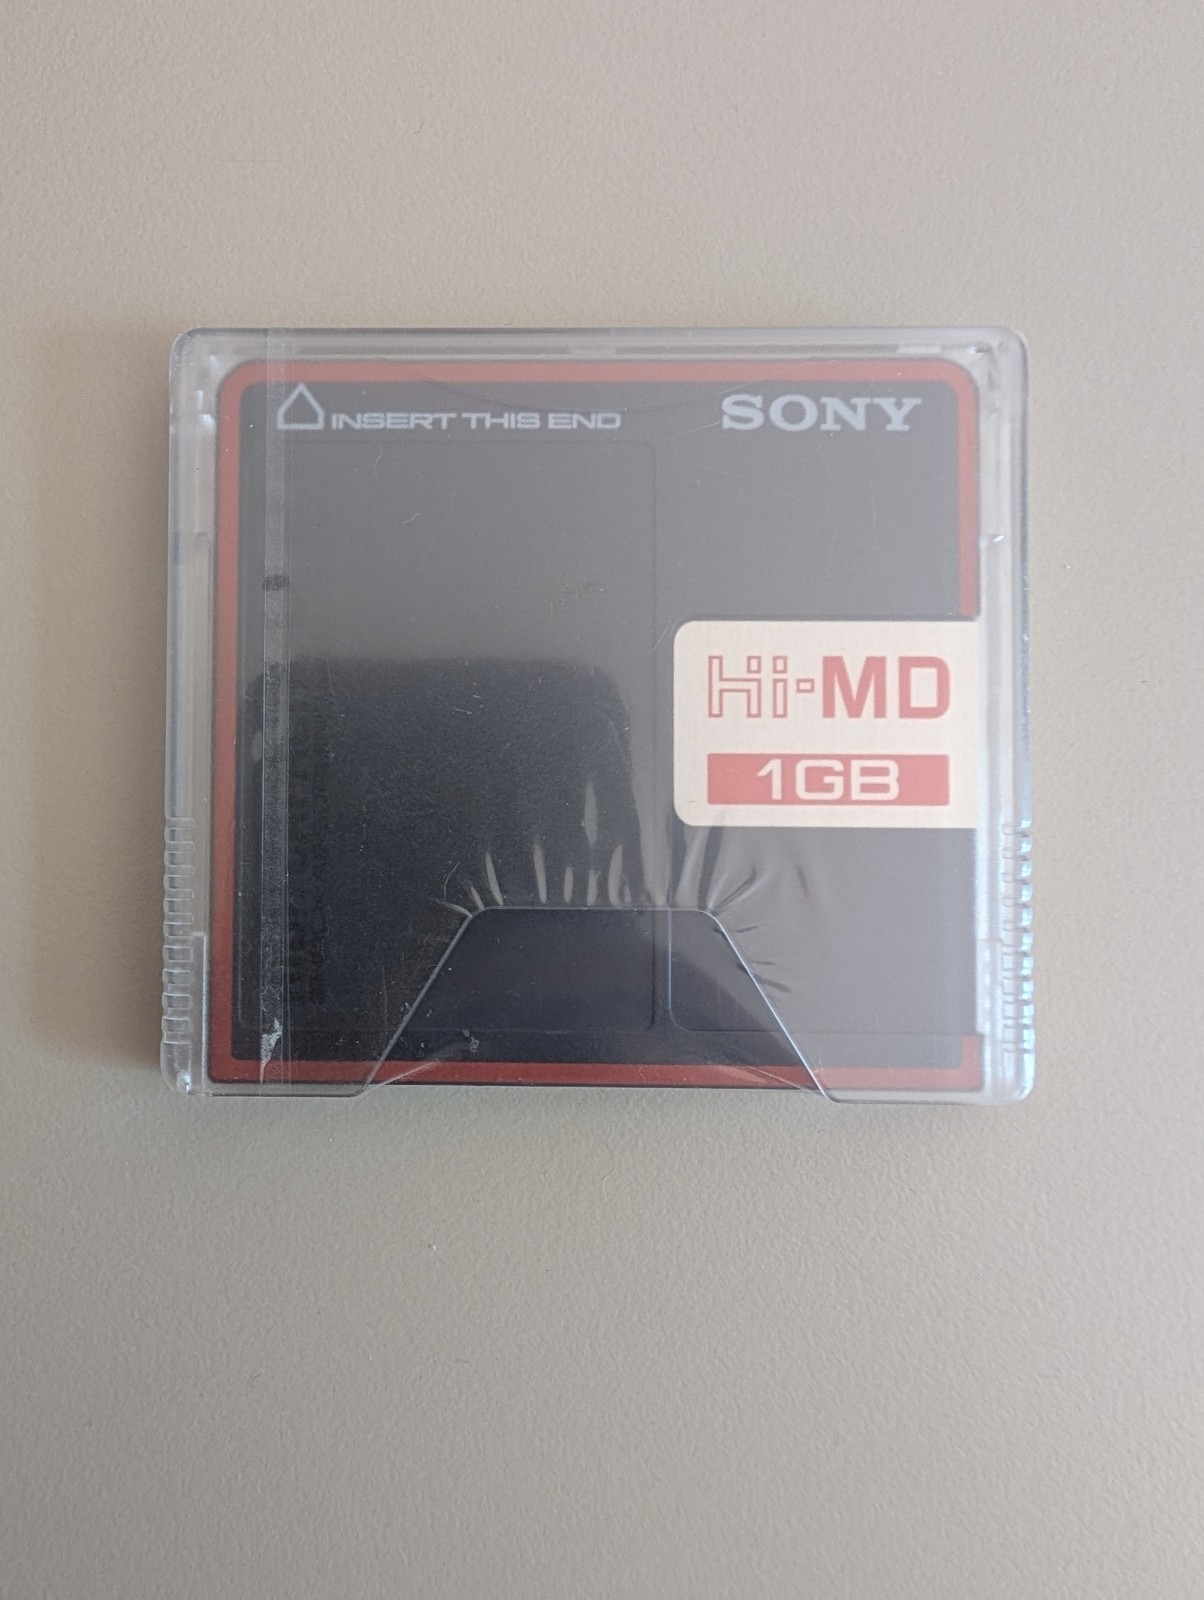 INSERT THIS END
SONY
Hi-MD
1GB